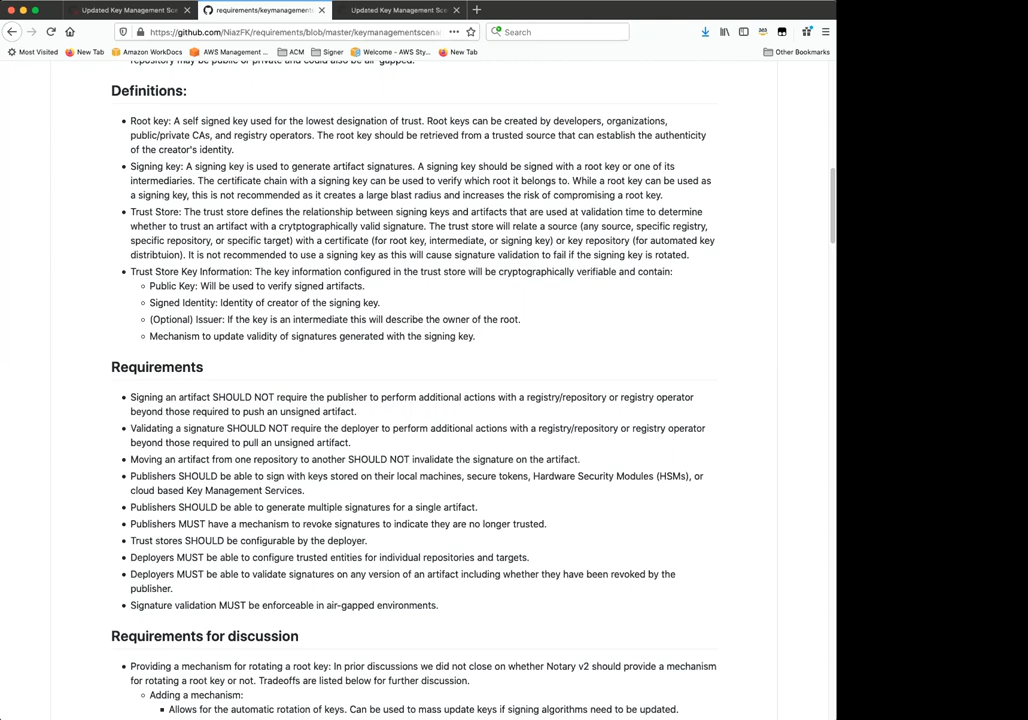 Updated Key Management Sce
requirements/keymanagements
Updated Key Management Sce
https://github.com/NiazFK/requirements/blob/master/keymanagementscena
Search
Most Visited
New Tab
Amazon WorkDocs
AWS Management ...
ACM
Signer
Welcome - AWS Sty...
New Tab
Other Bookmarks
repository may be public or private and could also be air-gapped.
Definitions:
Root key: A self signed key used for the lowest designation of trust. Root keys can be created by developers, organizations,
public/private CAs, and registry operators. The root key should be retrieved from a trusted source that can establish the authenticity
of the creator's identity.
Signing key: A signing key is used to generate artifact signatures. A signing key should be signed with a root key or one of its
intermediaries. The certificate chain with a signing key can be used to verify which root it belongs to. While a root key can be used as
a signing key, this is not recommended as it creates a large blast radius and increases the risk of compromising a root key.
Trust Store: The trust store defines the relationship between signing keys and artifacts that are used at validation time to determine
whether to trust an artifact with a crytptographically valid signature. The trust store will relate a source (any source, specific registry,
specific repository, or specific target) with a certificate (for root key, intermediate, or signing key) or key repository (for automated key
distribtuion). It is not recommended to use a signing key as this will cause signature validation to fail if the signing key is rotated.
Trust Store Key Information: The key information configured in the trust store will be cryptographically verifiable and contain:
Public Key: Will be used to verify signed artifacts.
Signed Identity: Identity of creator of the signing key.
(Optional) Issuer: If the key is an intermediate this will describe the owner of the root.
Mechanism to update validity of signatures generated with the signing key.
Requirements
Signing an artifact SHOULD NOT require the publisher to perform additional actions with a registry/repository or registry operator
beyond those required to push an unsigned artifact.
Validating a signature SHOULD NOT require the deployer to perform additional actions with a registry/repository or registry operator
beyond those required to pull an unsigned artifact.
Moving an artifact from one repository to another SHOULD NOT invalidate the signature on the artifact.
Publishers SHOULD be able to sign with keys stored on their local machines, secure tokens, Hardware Security Modules (HSMs), or
cloud based Key Management Services.
Publishers SHOULD be able to generate multiple signatures for a single artifact.
Publishers MUST have a mechanism to revoke signatures to indicate they are no longer trusted.
Trust stores SHOULD be configurable by the deployer.
Deployers MUST be able to configure trusted entities for individual repositories and targets.
Deployers MUST be able to validate signatures on any version of an artifact including whether they have been revoked by the
publisher.
Signature validation MUST be enforceable in air-gapped environments.
Requirements for discussion
Providing a mechanism for rotating a root key: In prior discussions we did not close on whether Notary v2 should provide a mechanism
for rotating a root key or not. Tradeoffs are listed below for further discussion.
Adding a mechanism:
Allows for the automatic rotation of keys. Can be used to mass update keys if signing algorithms need to be updated.